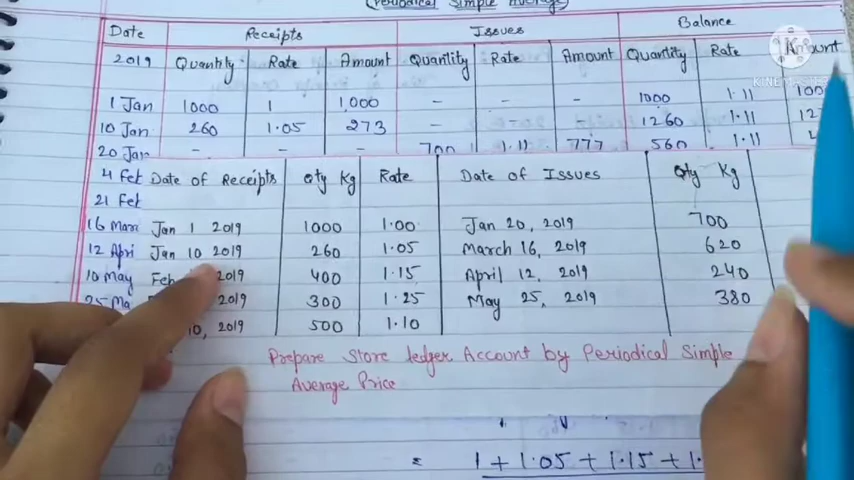 (Periodical Simple Average)
Date Receipts Issues Balance
2019 Quantity Rate Amount Quantity Rate Amount Quantity Rate Amount
KINEMASTER
1 Jan 1000 1 1,000 - - - 1000 1.11
10 Jan 260 1.05 273 - - - 1260 1.11
20 Jan - - - 700 1.11 777 560 1.11
4 Feb Date of Receipts Qty Kg Rate Date of Issues Qty Kg
21 Feb
16 Jan 1 2019 1000 1.00 Jan 20, 2019 700
12 Jan 10 2019 260 1.05 March 16, 2019 620
10 May 2019 400 1.15 April 12, 2019 240
25 2019 300 1.25 May 25, 2019 380
10, 2019 500 1.10
Prepare Store ledger Account by Periodical Simple
Average Price
= 1 + 1.05 + 1.15 + 1.